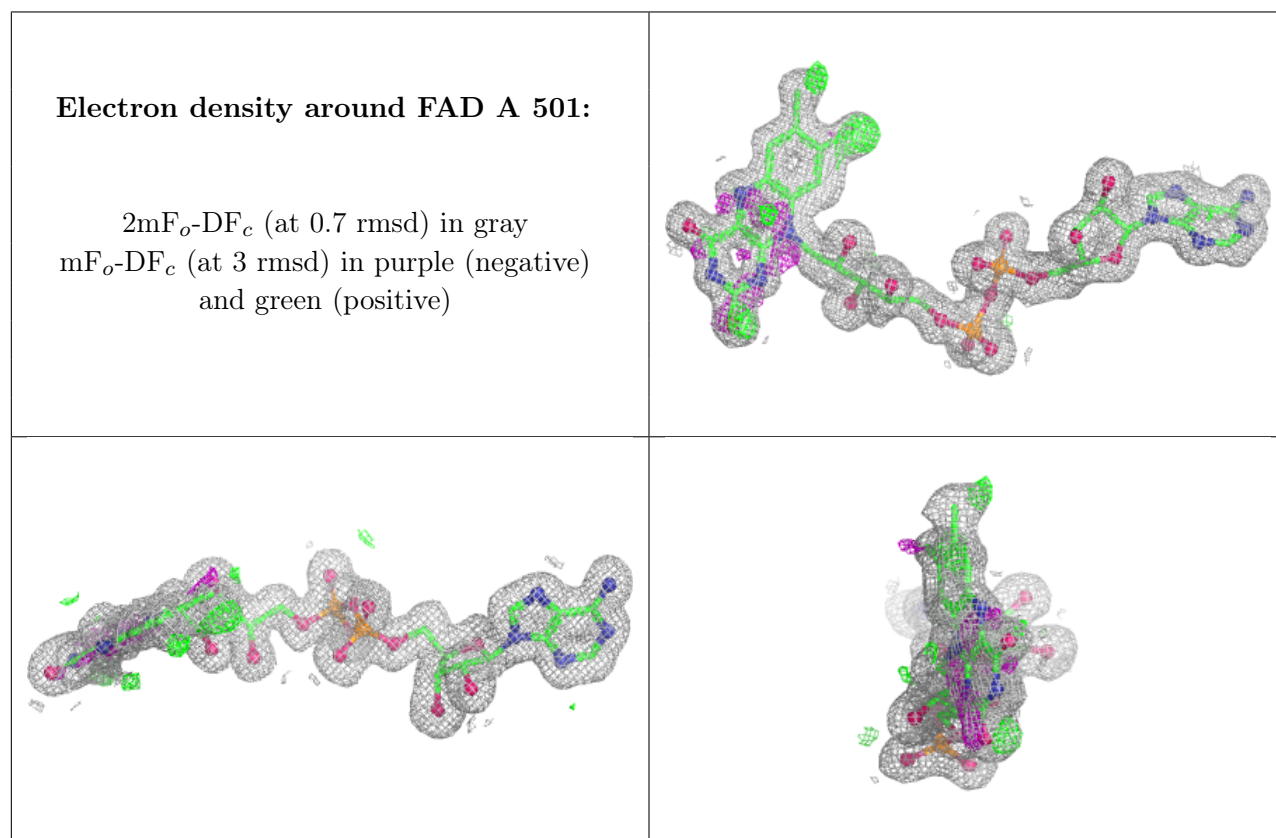 Electron density around FAD A 501:
2mFo-DFc (at 0.7 rmsd) in gray
mFo-DFc (at 3 rmsd) in purple (negative)
and green (positive)